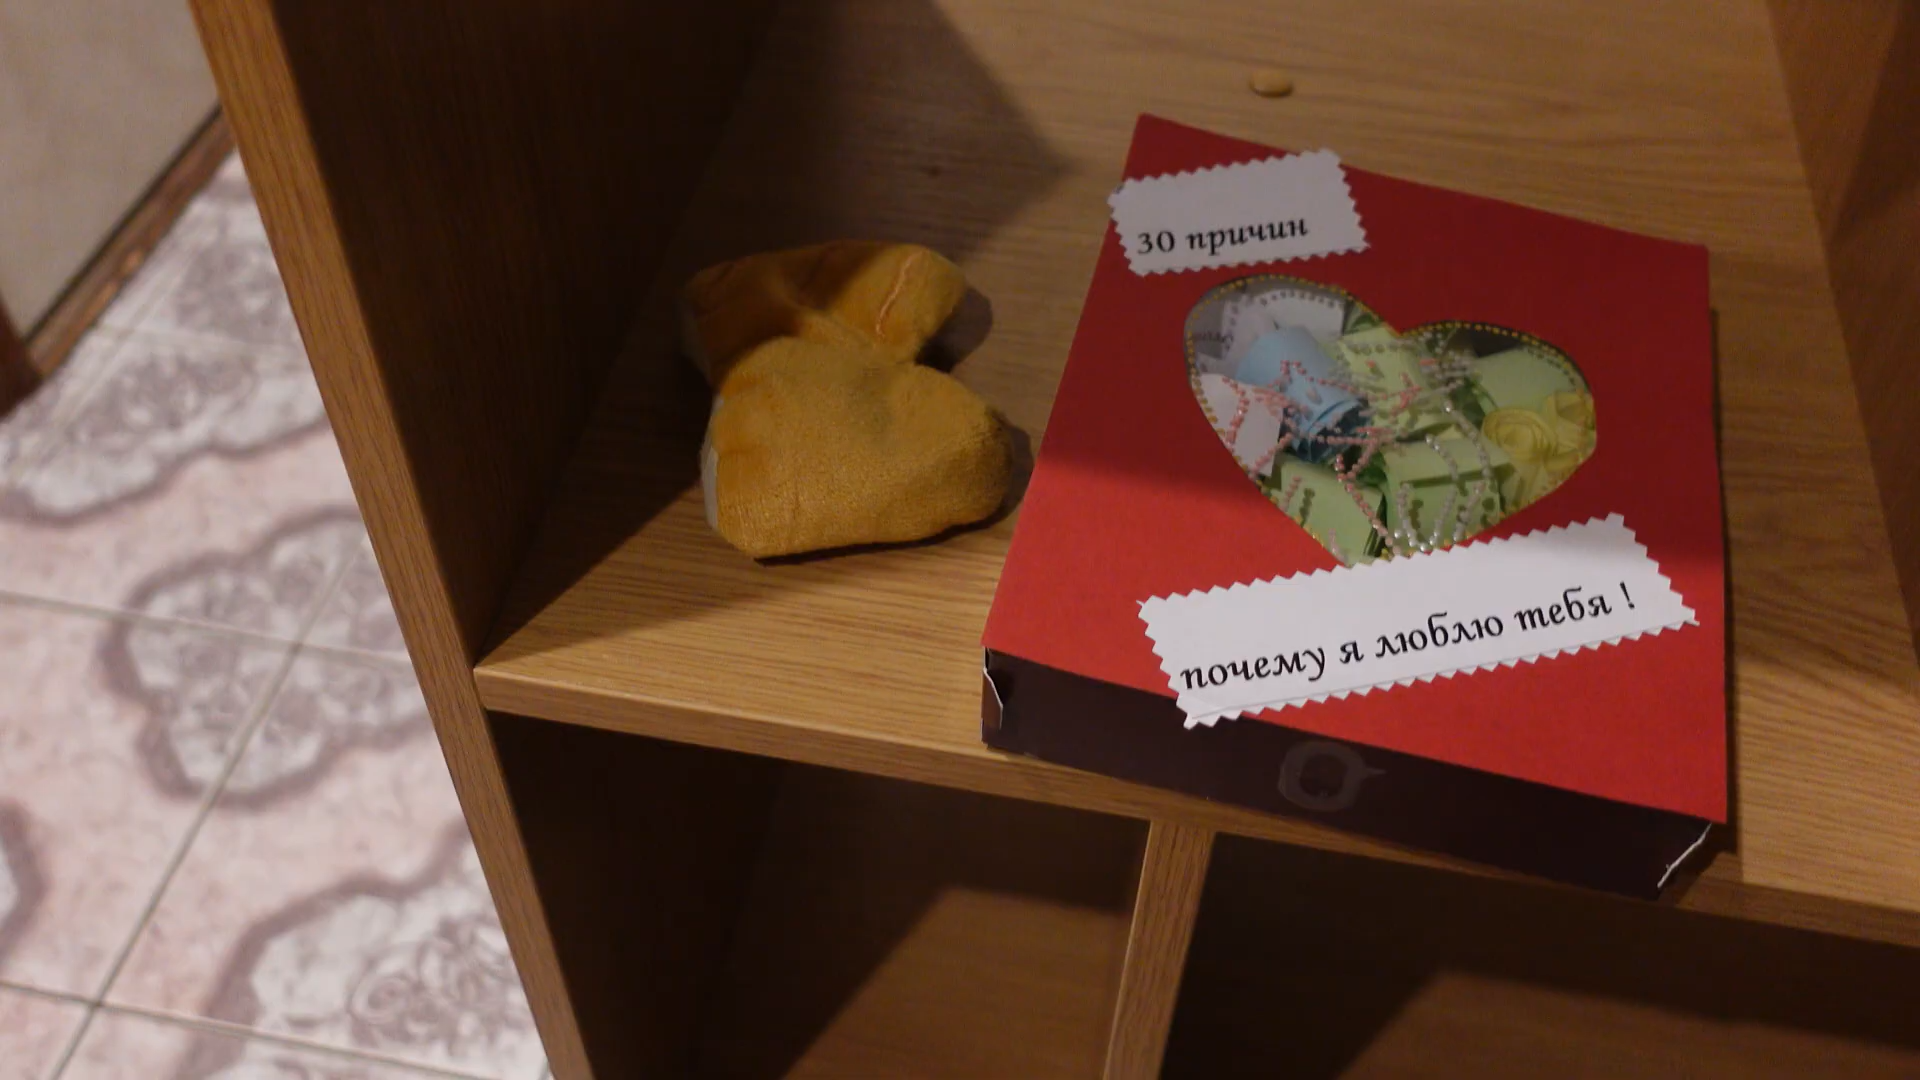 30 причин
почему я люблю тебя !